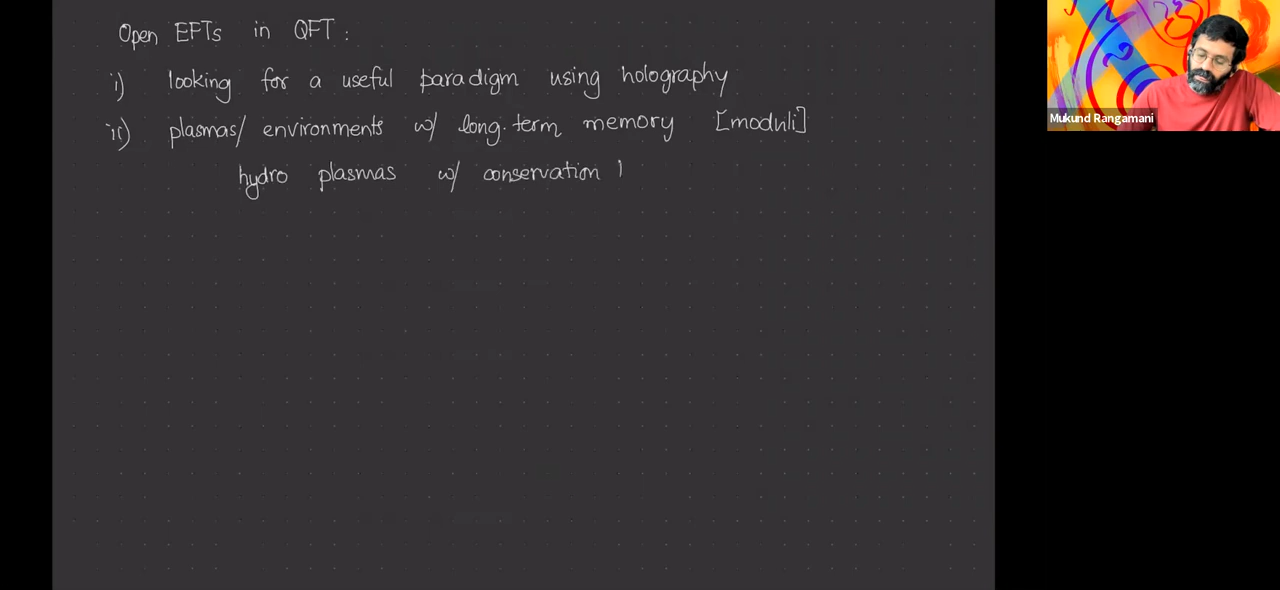 Open EFTs in QFT :
i) looking for a useful paradigm using holography
ii) plasmas/ environments w/ long-term memory [moduli]
hydro plasmas w/ conservation l
Mukund Rangamani